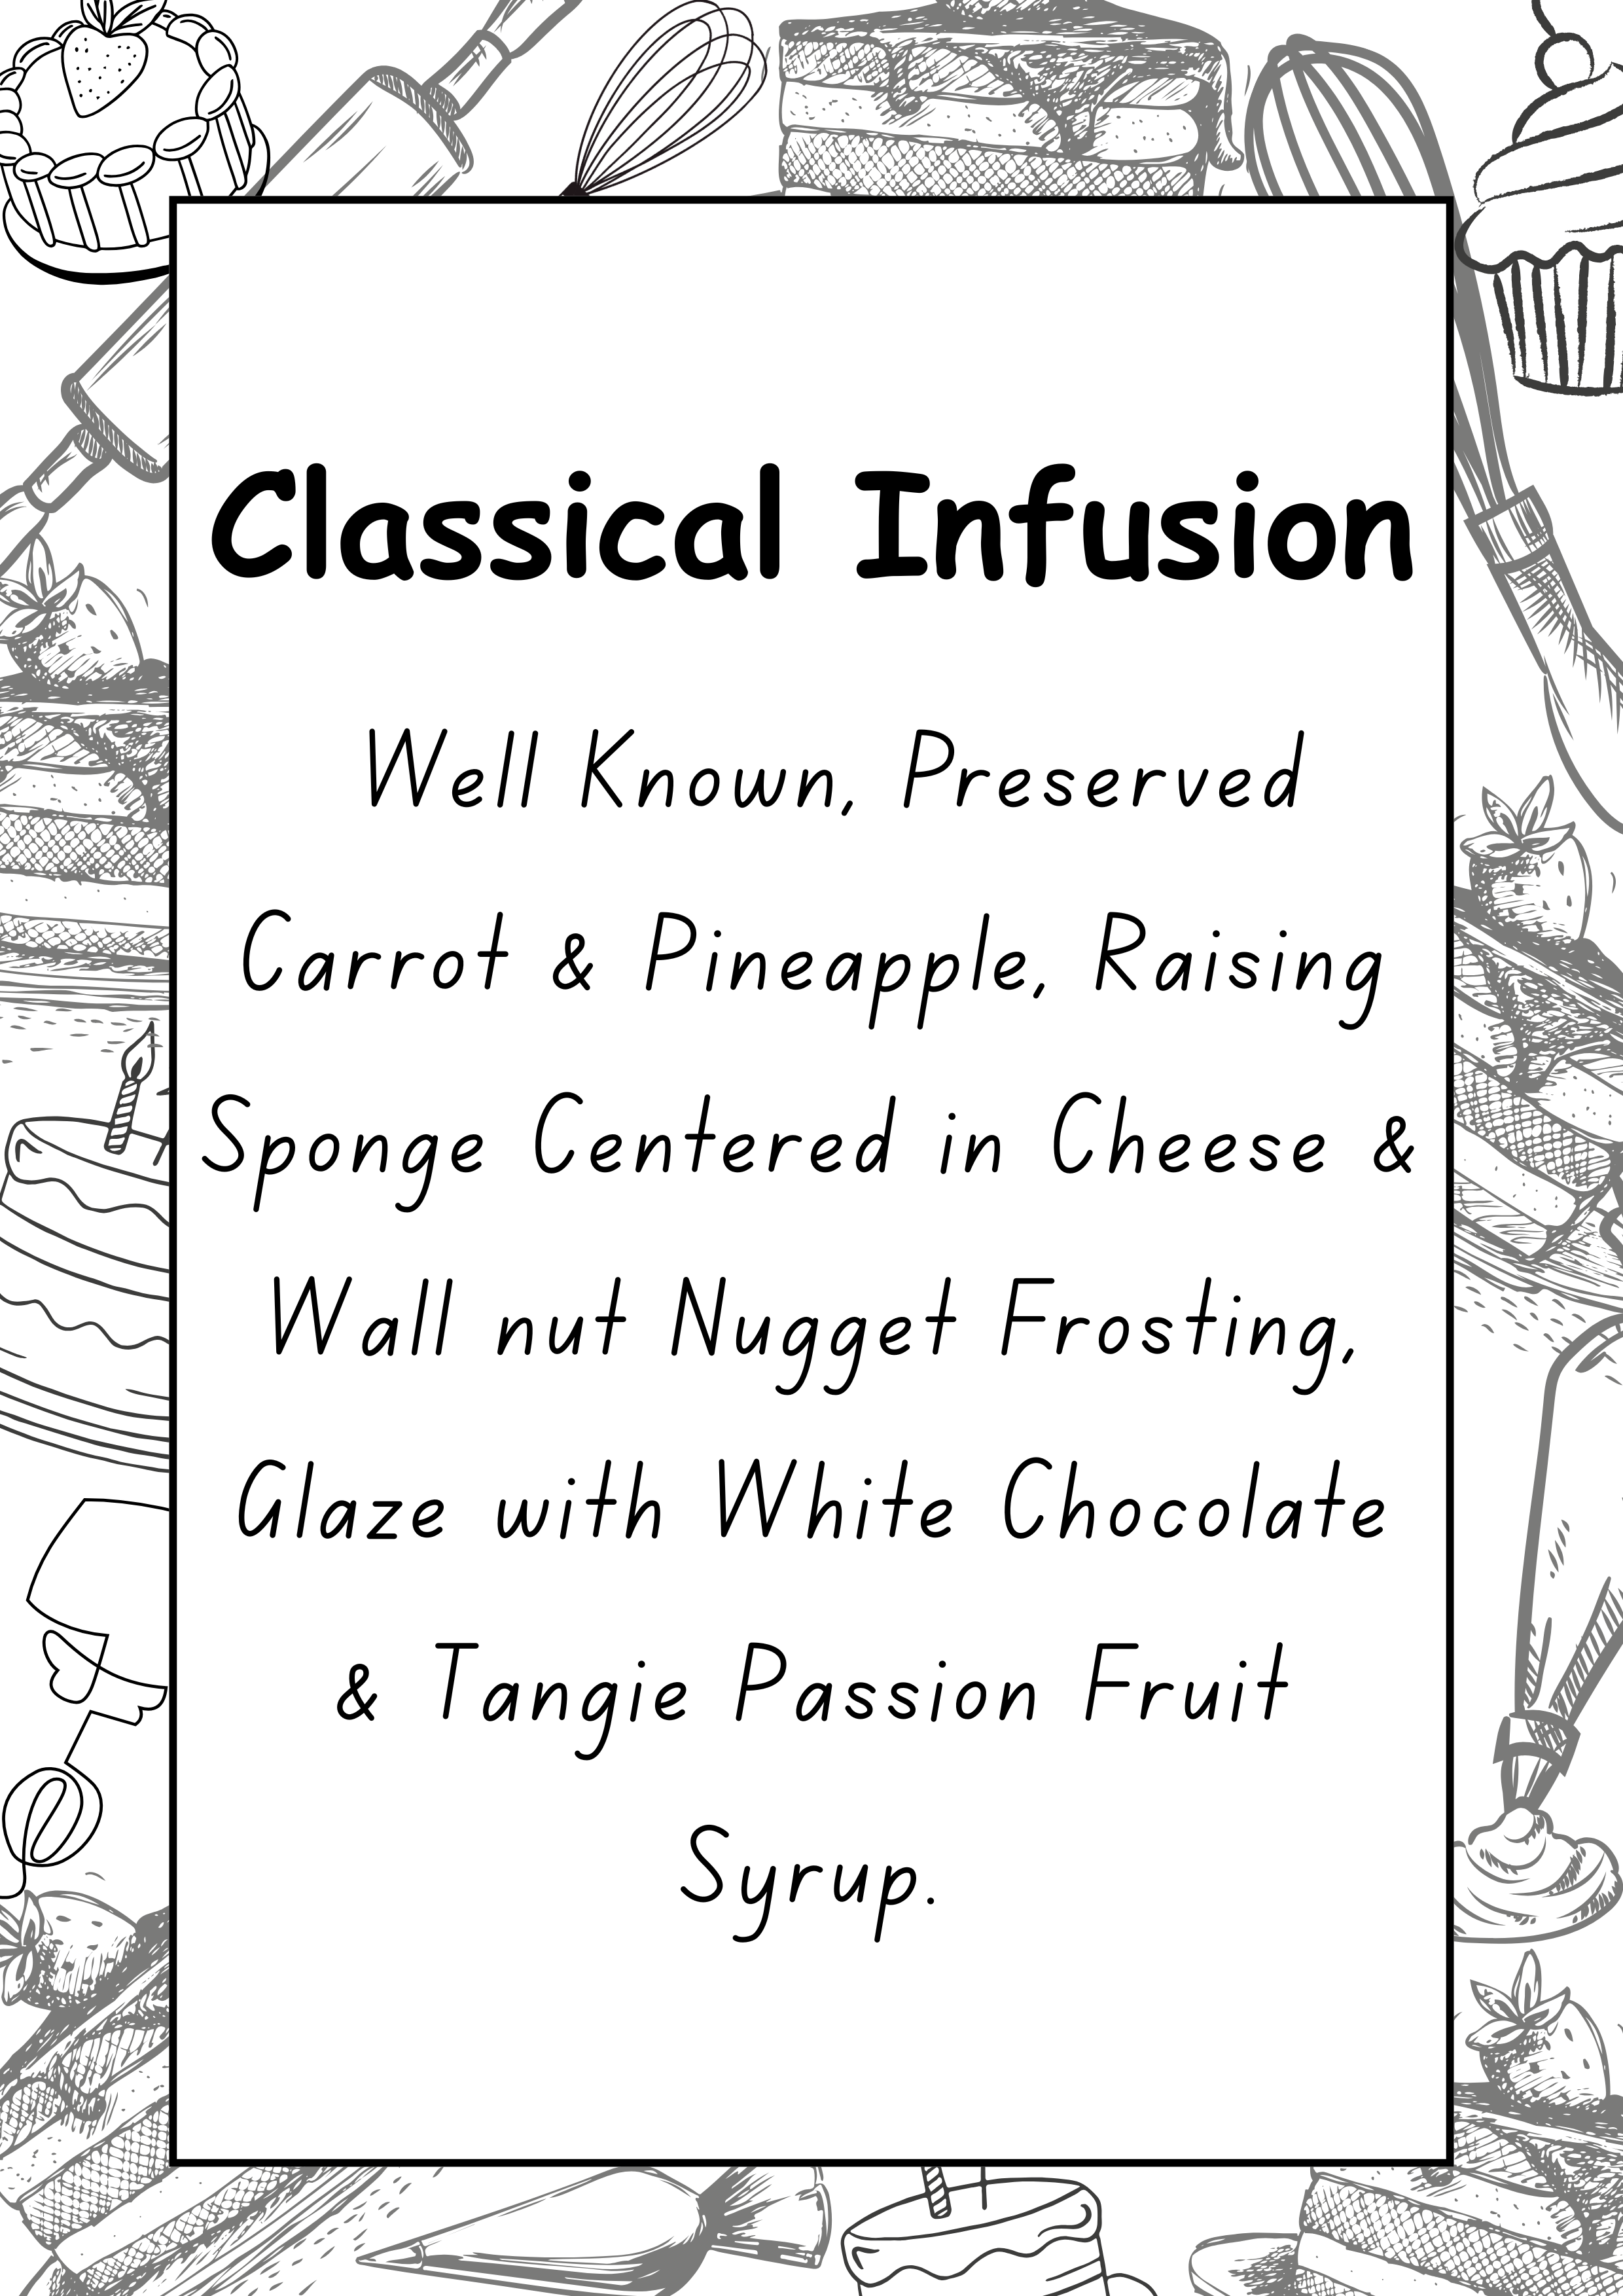 Classical Infusion
Well Known, Preserved
Carrot & Pineapple, Raising
Sponge Centered in Cheese &
Wall nut Nugget Frosting,
Glaze with White Chocolate
& Tangie Passion Fruit
Syrup.